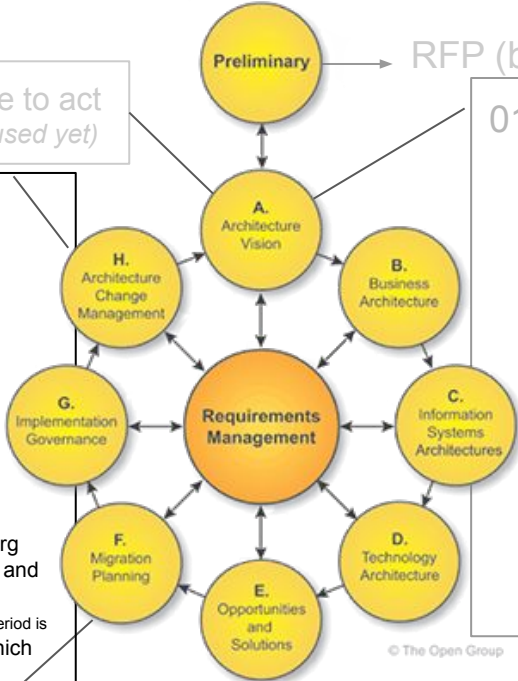 Preliminary
RFP (b
e to act
used yet)
01
A.
Architecture
Vision
H.
Architecture
Change
Management
B.
Business
Architecture
G.
Implementation
Governance
Requirements
Management
C.
Information
Systems
Architectures
F.
Migration
Planning
D.
Technology
Architecture
E.
Opportunities
and
Solutions
rg
and
eriod is
hich
© The Open Group